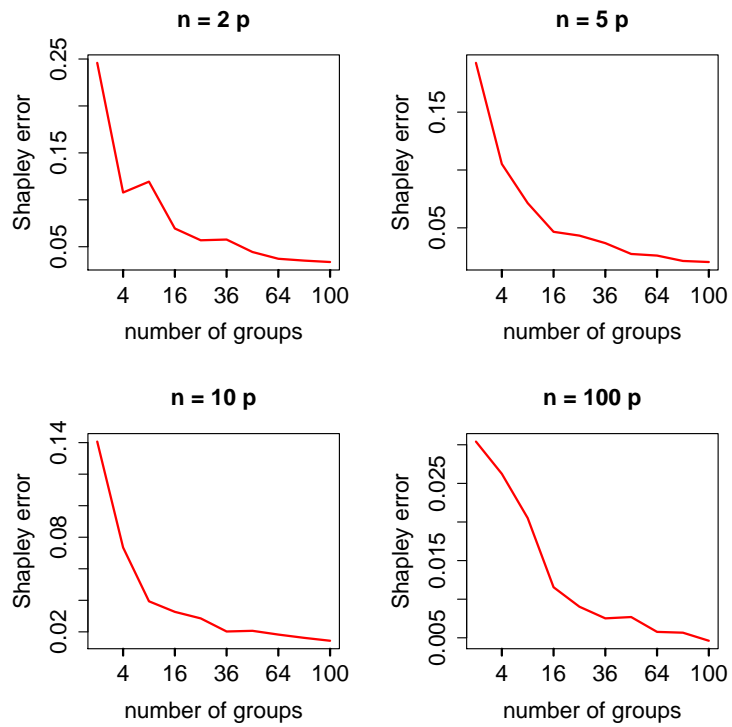 n = 2 p
Shapley error
0.05 0.15 0.25
4 16 36 64 100
number of groups
n = 5 p
Shapley error
0.05 0.15
4 16 36 64 100
number of groups
n = 10 p
Shapley error
0.02 0.08 0.14
4 16 36 64 100
number of groups
n = 100 p
Shapley error
0.005 0.015 0.025
4 16 36 64 100
number of groups